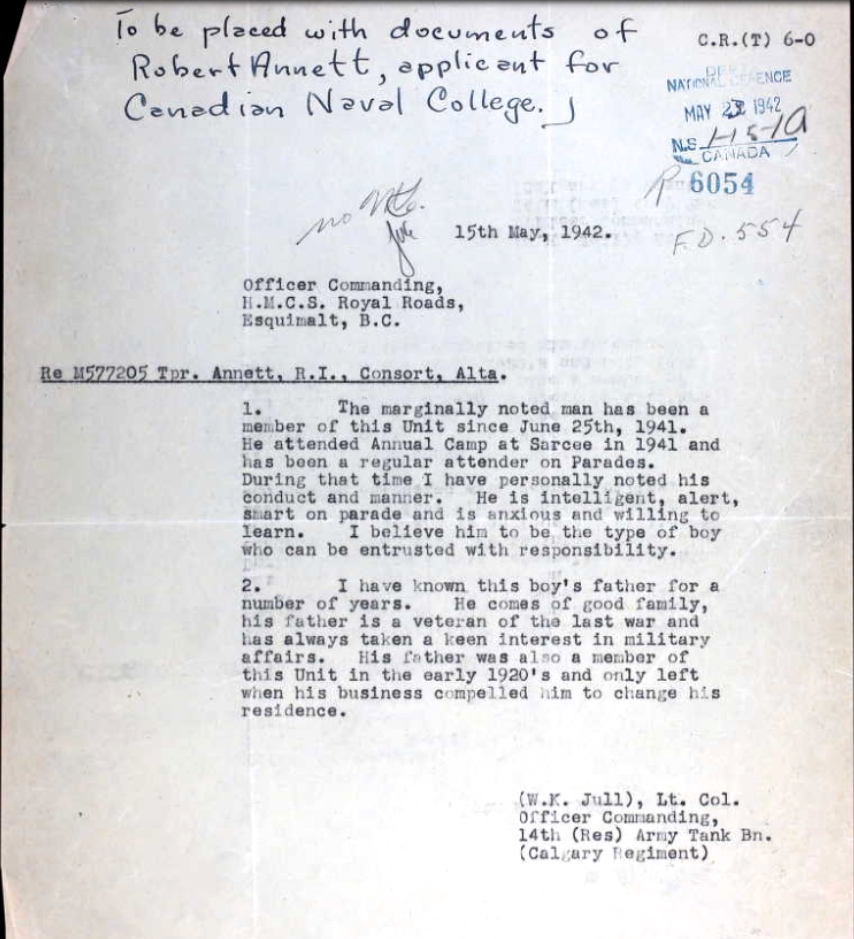 To be placed with documents of
Robert Annett, applicant for
Canadian Naval College.
C.R.(T) 6-0
DEPT
NATIONAL DEFENCE
MAY 1942
N.S.
CANADA
R 6054
no
15th May, 1942.
F.D. 554
Officer Commanding,
H.M.C.S. Royal Roads,
Esquimalt, B.C.
Re M577205 Tpr. Annett, R.I., Consort, Alta.
1. The marginally noted man has been a
member of this Unit since June 25th, 1941.
He attended Annual Camp at Sarcee in 1941 and
has been a regular attender on Parades.
During that time I have personally noted his
conduct and manner. He is intelligent, alert,
smart on parade and is anxious and willing to
learn. I believe him to be the type of boy
who can be entrusted with responsibility.
2. I have known this boy's father for a
number of years. He comes of good family,
his father is a veteran of the last war and
has always taken a keen interest in military
affairs. His father was also a member of
this Unit in the early 1920's and only left
when his business compelled him to change his
residence.
(W.K. Jull), Lt. Col.
Officer Commanding,
14th (Res) Army Tank Bn.
(Calgary Regiment)